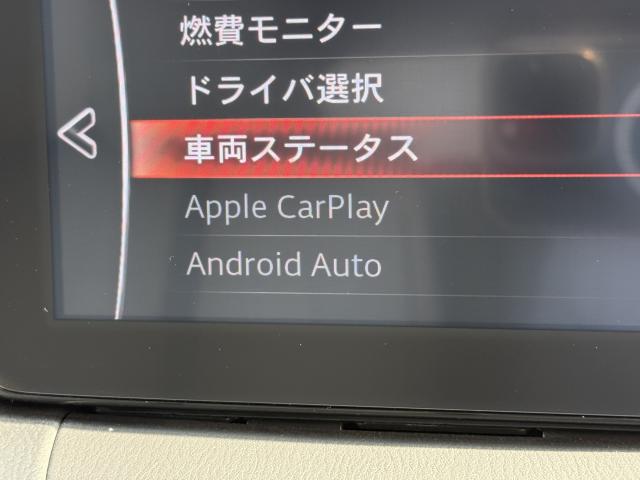 燃費モニター
ドライバ選択
車両ステータス
Apple CarPlay
Android Auto